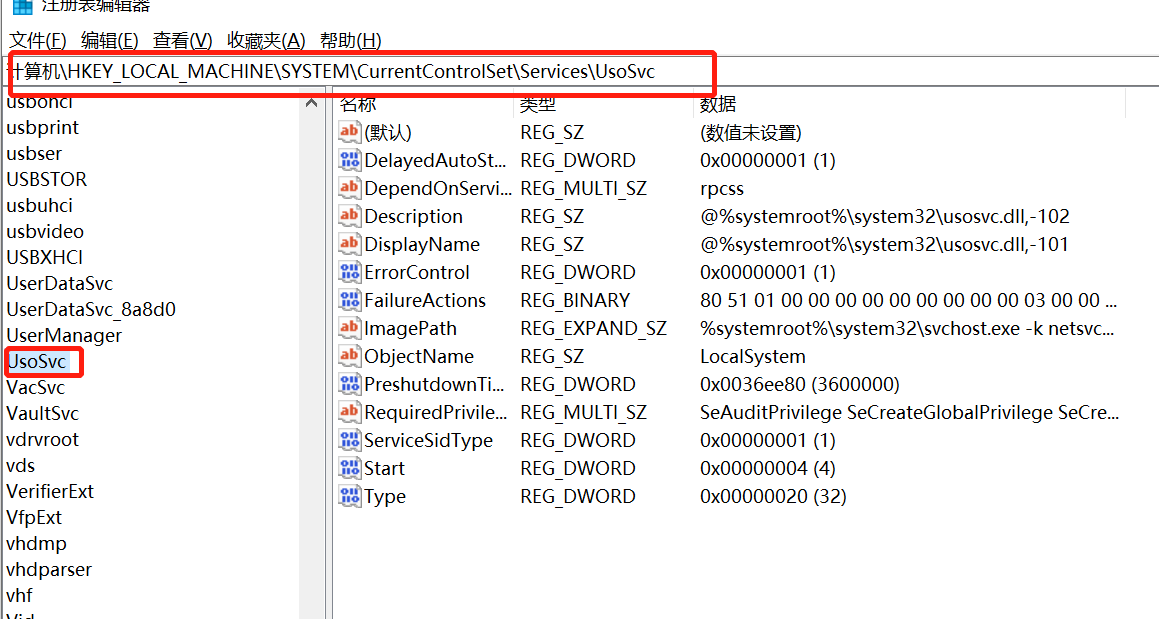 注册表编辑器
文件(F) 编辑(E) 查看(V) 收藏夹(A) 帮助(H)
计算机\HKEY_LOCAL_MACHINE\SYSTEM\CurrentControlSet\Services\UsoSvc
usbohci
usbprint
usbser
USBSTOR
usbuhci
usbvideo
USBXHCI
UserDataSvc
UserDataSvc_8a8d0
UserManager
UsoSvc
VacSvc
VaultSvc
vdrvroot
vds
VerifierExt
VfpExt
vhdmp
vhdparser
vhf
名称 类型 数据
(默认) REG_SZ (数值未设置)
DelayedAutoSt... REG_DWORD 0x00000001 (1)
DependOnServi... REG_MULTI_SZ rpcss
Description REG_SZ @%systemroot%\system32\usosvc.dll,-102
DisplayName REG_SZ @%systemroot%\system32\usosvc.dll,-101
ErrorControl REG_DWORD 0x00000001 (1)
FailureActions REG_BINARY 80 51 01 00 00 00 00 00 00 00 00 00 03 00 00 ...
ImagePath REG_EXPAND_SZ %systemroot%\system32\svchost.exe -k netsvc...
ObjectName REG_SZ LocalSystem
PreshutdownTi... REG_DWORD 0x0036ee80 (3600000)
RequiredPrivile... REG_MULTI_SZ SeAuditPrivilege SeCreateGlobalPrivilege SeCre...
ServiceSidType REG_DWORD 0x00000001 (1)
Start REG_DWORD 0x00000004 (4)
Type REG_DWORD 0x00000020 (32)